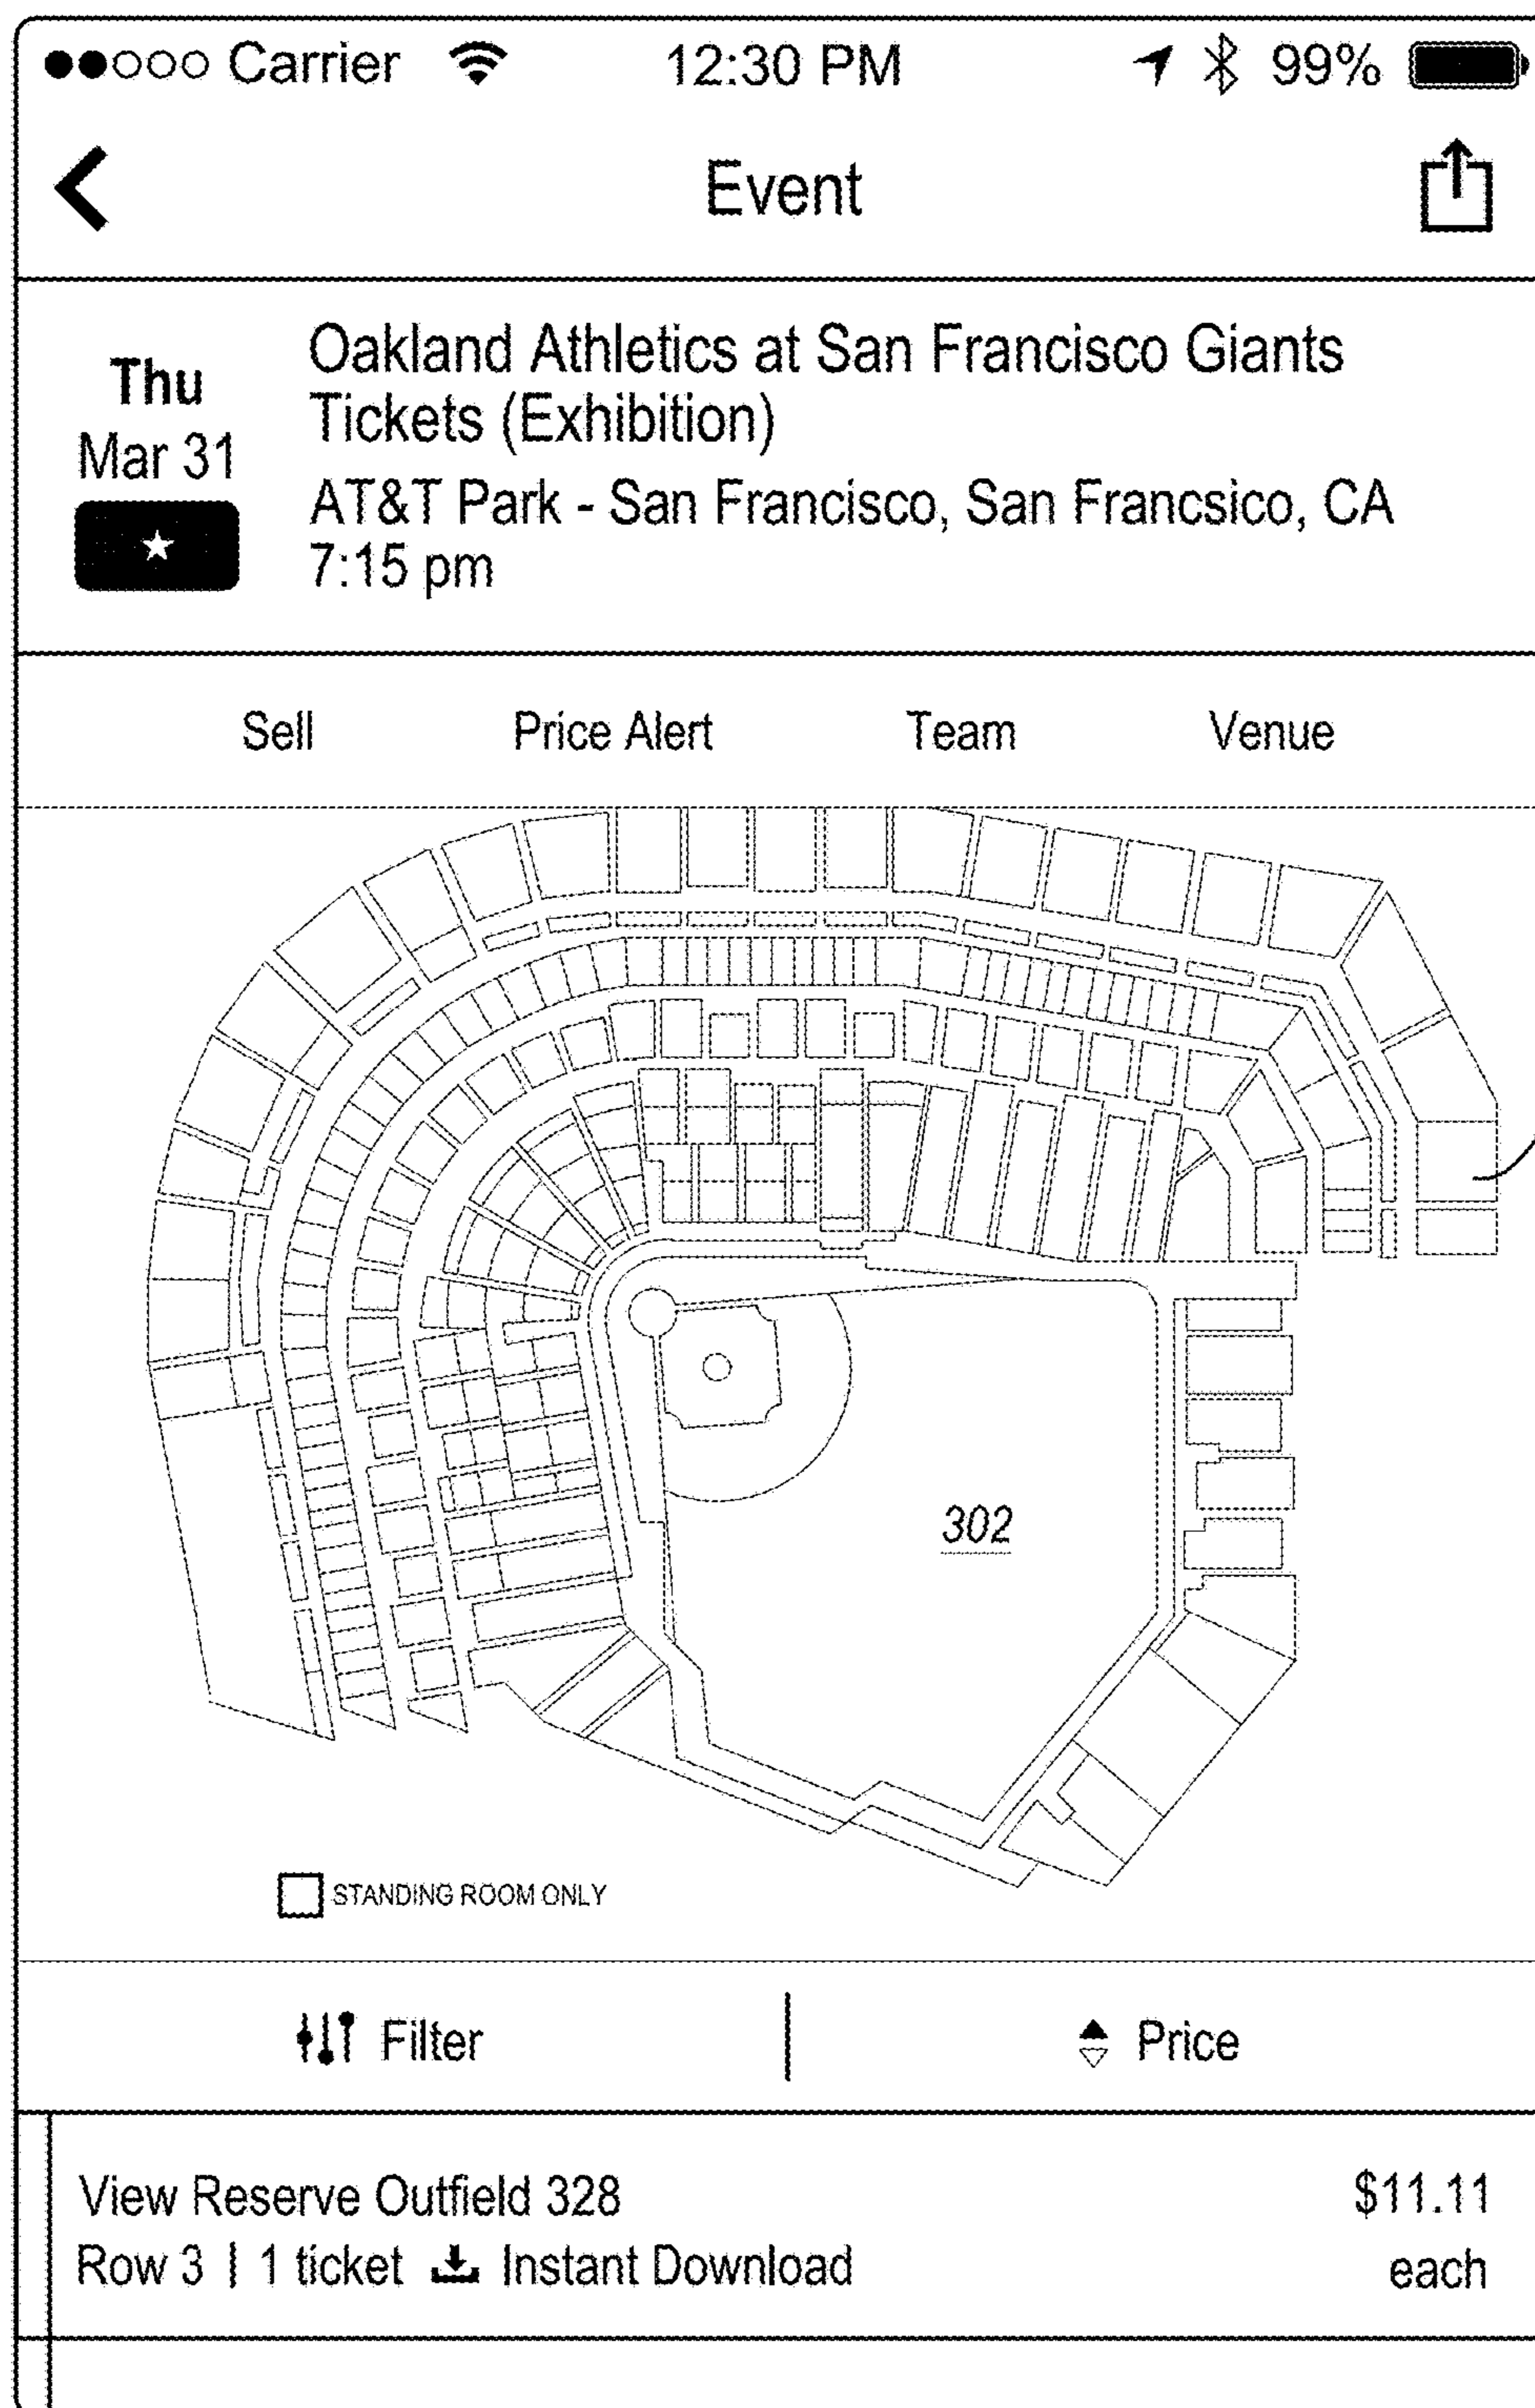 Carrier 12:30 PM 99%
Event
Thu
Mar 31
Oakland Athletics at San Francisco Giants
Tickets (Exhibition)
AT&T Park - San Francisco, San Francsico, CA
7:15 pm
Sell Price Alert Team Venue
302
STANDING ROOM ONLY
Filter | Price
View Reserve Outfield 328 $11.11
Row 3 | 1 ticket Instant Download each